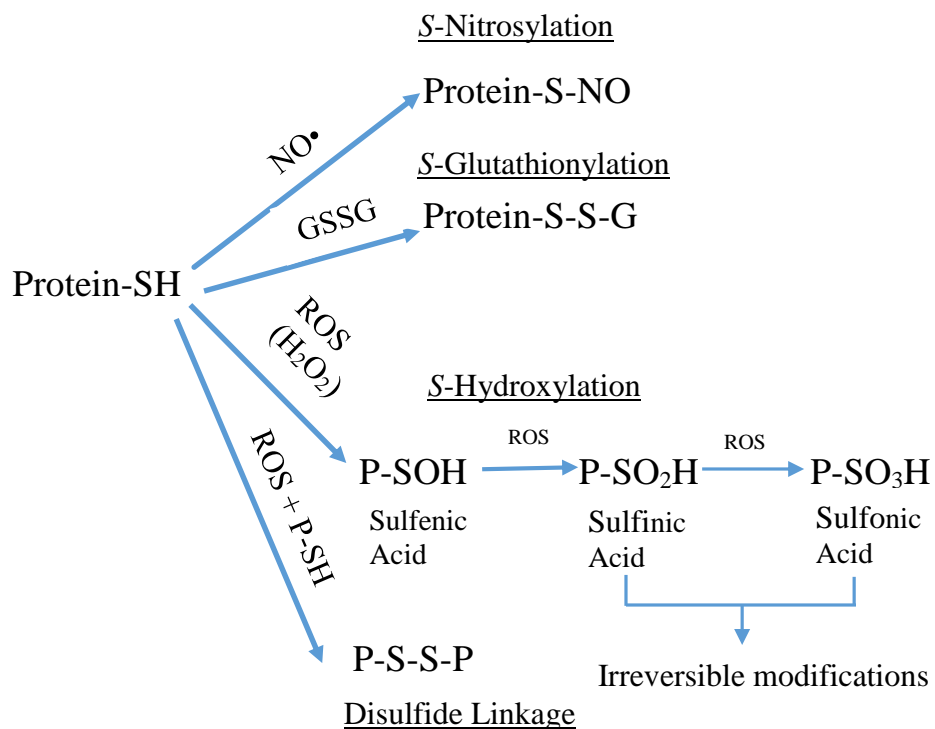 S-Nitrosylation
Protein-S-NO
NO•
S-Glutathionylation
GSSG
Protein-S-S-G
Protein-SH
ROS
(H₂O₂)
S-Hydroxylation
ROS
ROS
P-SOH
P-SO₂H
P-SO₃H
Sulfenic
Acid
Sulfinic
Acid
Sulfonic
Acid
ROS + P-SH
P-S-S-P
Disulfide Linkage
Irreversible modifications